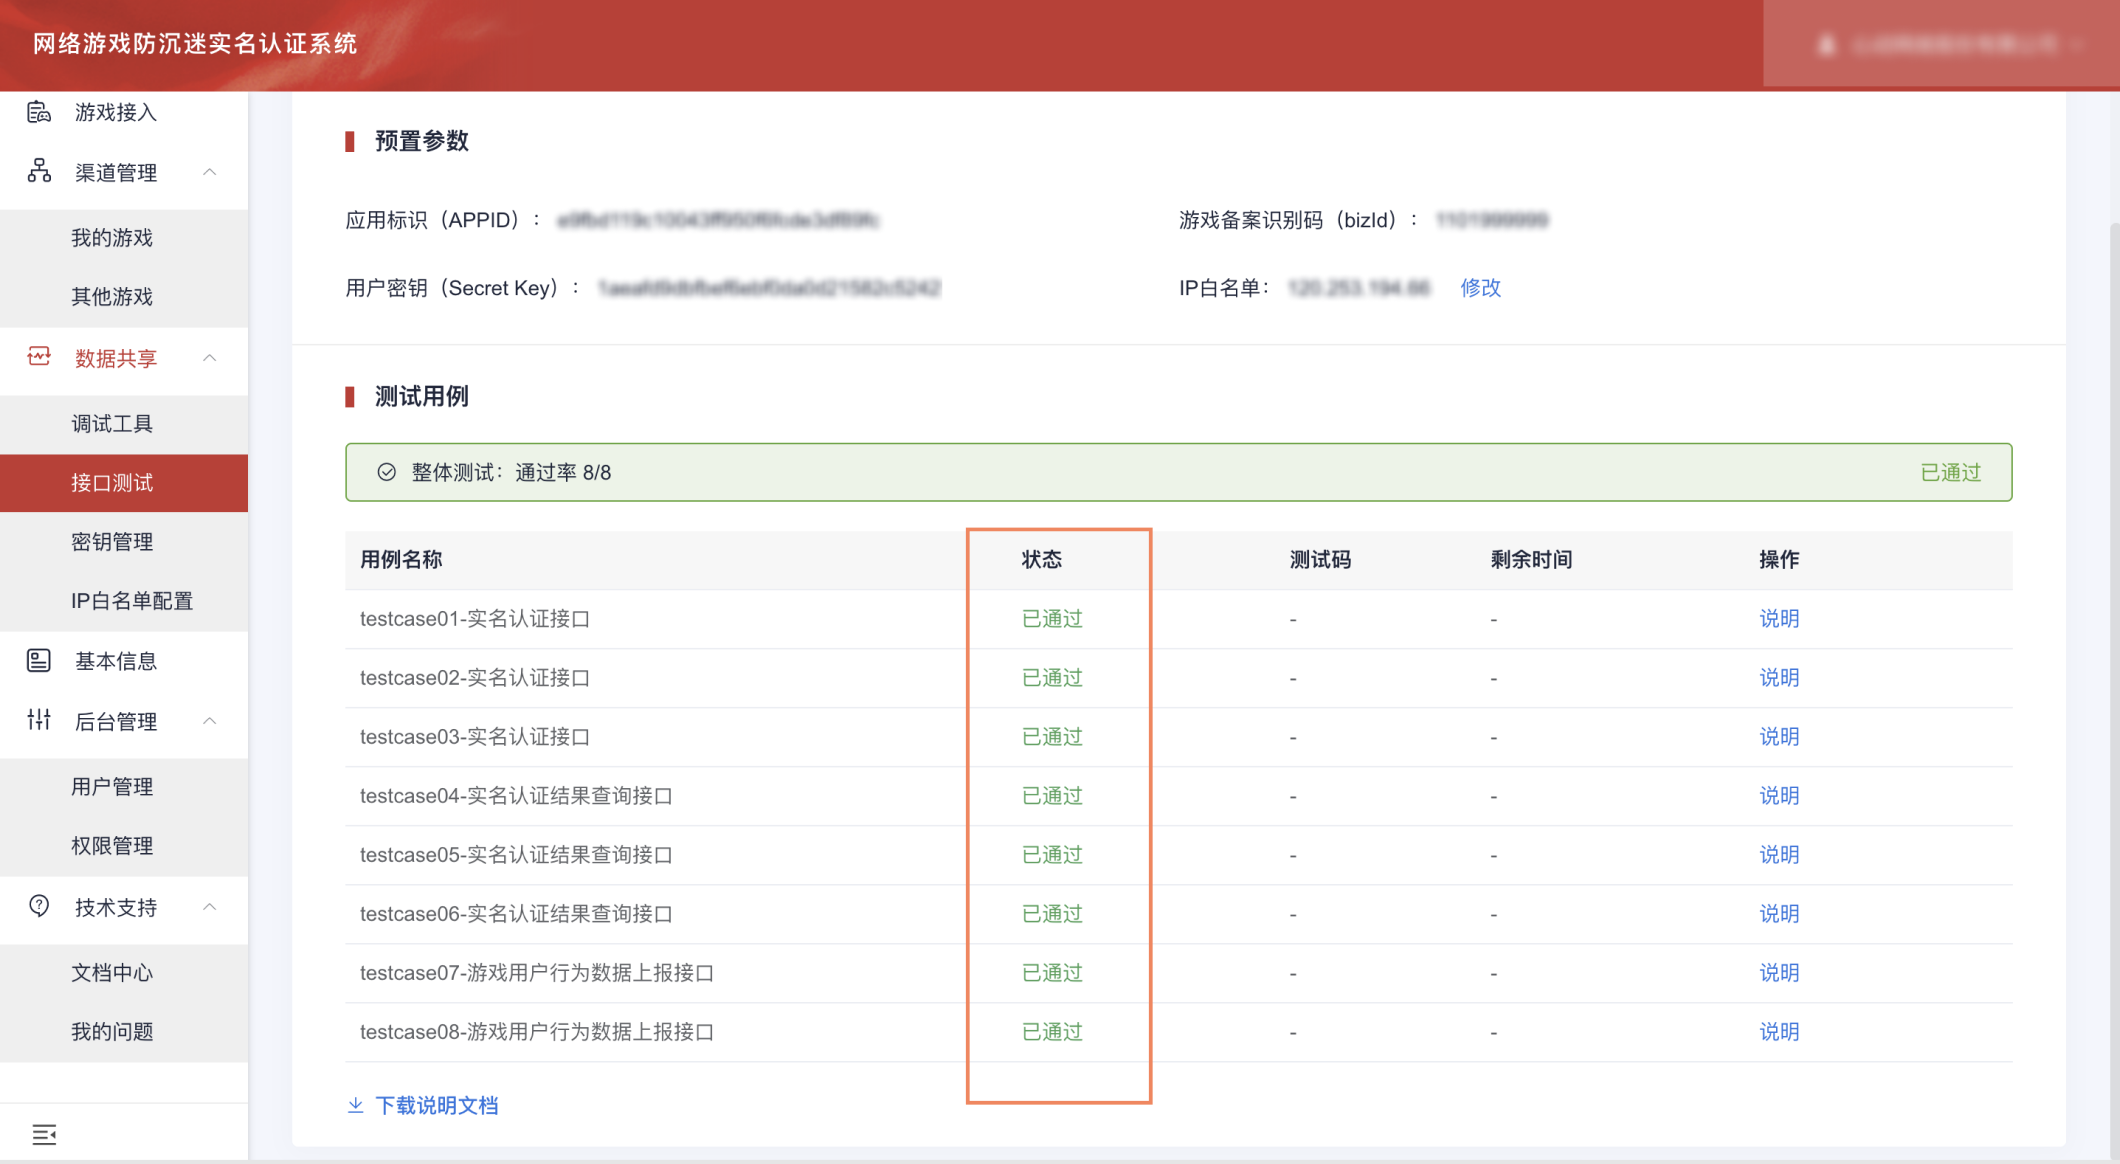 网络游戏防沉迷实名认证系统
游戏接入
渠道管理
我的游戏
其他游戏
数据共享
调试工具
接口测试
密钥管理
IP白名单配置
基本信息
后台管理
用户管理
权限管理
技术支持
文档中心
我的问题
预置参数
应用标识（APPID）：
游戏备案识别码（bizId）：
用户密钥（Secret Key）：
IP白名单： 修改
测试用例
整体测试：通过率 8/8 已通过
用例名称 状态 测试码 剩余时间 操作
testcase01-实名认证接口 已通过 - - 说明
testcase02-实名认证接口 已通过 - - 说明
testcase03-实名认证接口 已通过 - - 说明
testcase04-实名认证结果查询接口 已通过 - - 说明
testcase05-实名认证结果查询接口 已通过 - - 说明
testcase06-实名认证结果查询接口 已通过 - - 说明
testcase07-游戏用户行为数据上报接口 已通过 - - 说明
testcase08-游戏用户行为数据上报接口 已通过 - - 说明
下载说明文档